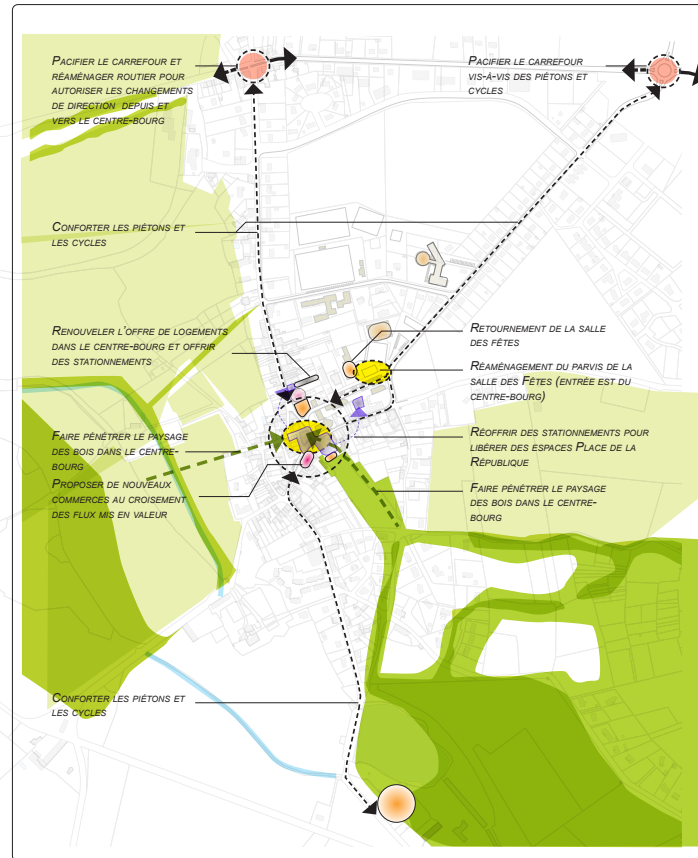 Pacifier le carrefour et
réaménager routier pour
autoriser les changements
de direction depuis et
vers le centre-bourg
Pacifier le carrefour
vis-à-vis des piétons et
cycles
Conforter les piétons et
les cycles
Renouveler l'offre de logements
dans le centre-bourg et offrir
des stationnements
Retournement de la salle
des fêtes
Réaménagement du parvis de la
salle des Fêtes (entrée est du
centre-bourg)
Faire pénétrer le paysage
des bois dans le centre-
bourg
Réoffrir des stationnements pour
libérer des espaces Place de la
République
Proposer de nouveaux
commerces au croisement
des flux mis en valeur
Faire pénétrer le paysage
des bois dans le centre-
bourg
Conforter les piétons et
les cycles